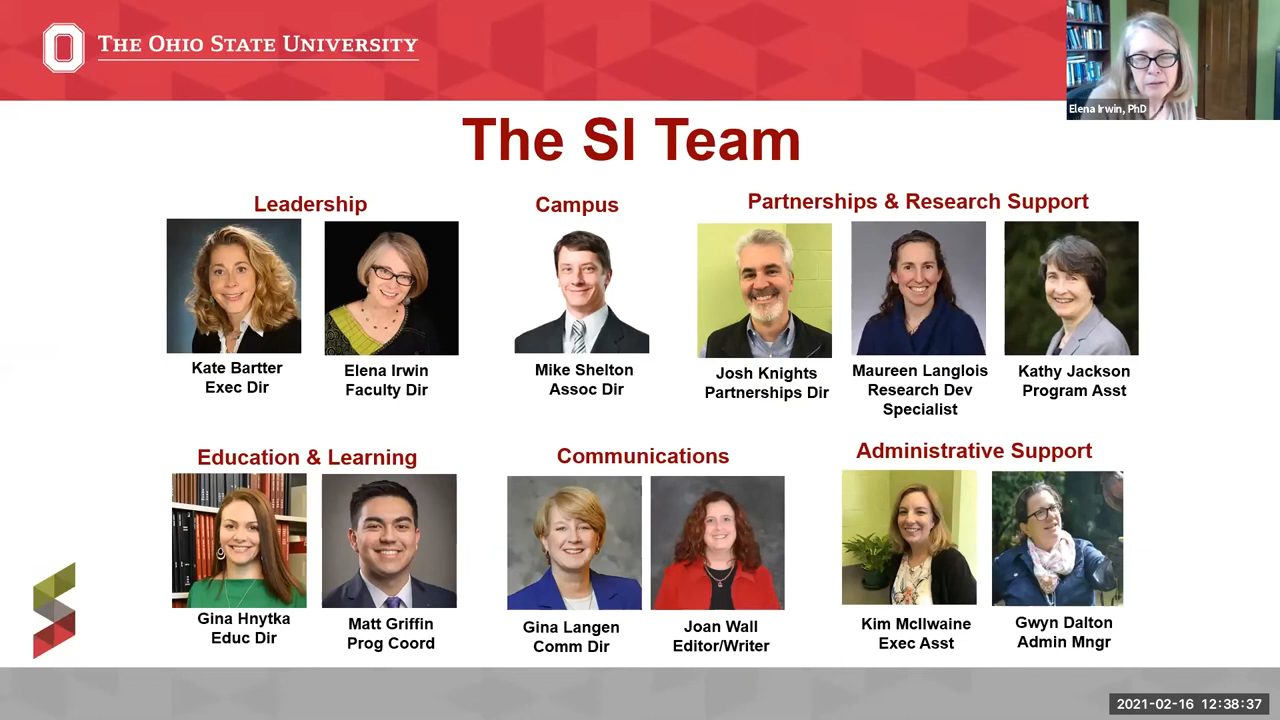 THE OHIO STATE UNIVERSITY
Elena Irwin, PhD
The SI Team
Leadership
Kate Bartter
Exec Dir
Elena Irwin
Faculty Dir
Campus
Mike Shelton
Assoc Dir
Partnerships & Research Support
Josh Knights
Partnerships Dir
Maureen Langlois
Research Dev
Specialist
Kathy Jackson
Program Asst
Education & Learning
Gina Hnytka
Educ Dir
Matt Griffin
Prog Coord
Communications
Gina Langen
Comm Dir
Joan Wall
Editor/Writer
Administrative Support
Kim McIlwaine
Exec Asst
Gwyn Dalton
Admin Mngr
2021-02-16 12:38:37